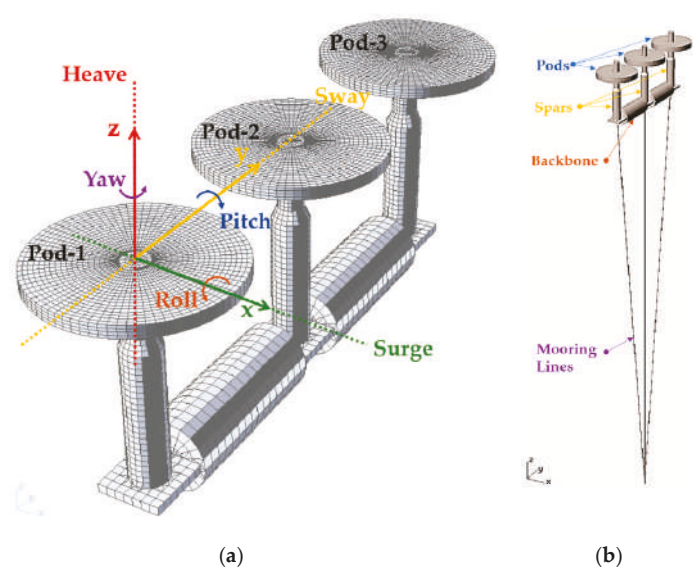 Pod-3
Heave
Sway
z
Pod-2
y
Yaw
Pitch
Pod-1
Roll
x
Surge
(a)
Pods
Spars
Backbone
Mooring
Lines
z
y
x
(b)